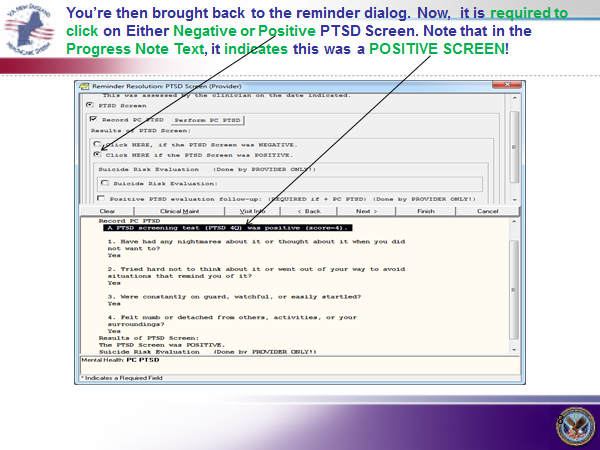 You're then brought back to the reminder dialog. Now, it is required to
click on Either Negative or Positive PTSD Screen. Note that in the
Progress Note Text, it indicates this was a POSITIVE SCREEN!
VA NEW ENGLAND
HEALTHCARE SYSTEM
Reminder Resolution: PTSD Screen (Provider)
This was assessed by the clinician on the date indicated.
PTSD Screen
Record PC PTSD Perform PC PTSD
Results of PTSD Screen:
Click HERE, if the PTSD Screen was NEGATIVE.
Click HERE if the PTSD Screen was POSITIVE.
Suicide Risk Evaluation (Done by PROVIDER ONLY!)
Suicide Risk Evaluation:
Positive PTSD evaluation follow-up: (REQUIRED if + PC PTSD) (Done by PROVIDER ONLY!)
Clear Clinical Maint Visit Info < Back Next > Finish Cancel
Record PC PTSD
A PTSD screening test (PTSD 4Q) was positive (score=4).
1. Have had any nightmares about it or thought about it when you did
not want to?
Yes
2. Tried hard not to think about it or went out of your way to avoid
situations that remind you of it?
Yes
3. Were constantly on guard, watchful, or easily startled?
Yes
4. Felt numb or detached from others, activities, or your
surroundings?
Yes
Results of PTSD Screen:
The PTSD Screen was POSITIVE.
Suicide Risk Evaluation (Done by PROVIDER ONLY!)
Mental Health: PC PTSD
* Indicates a Required Field